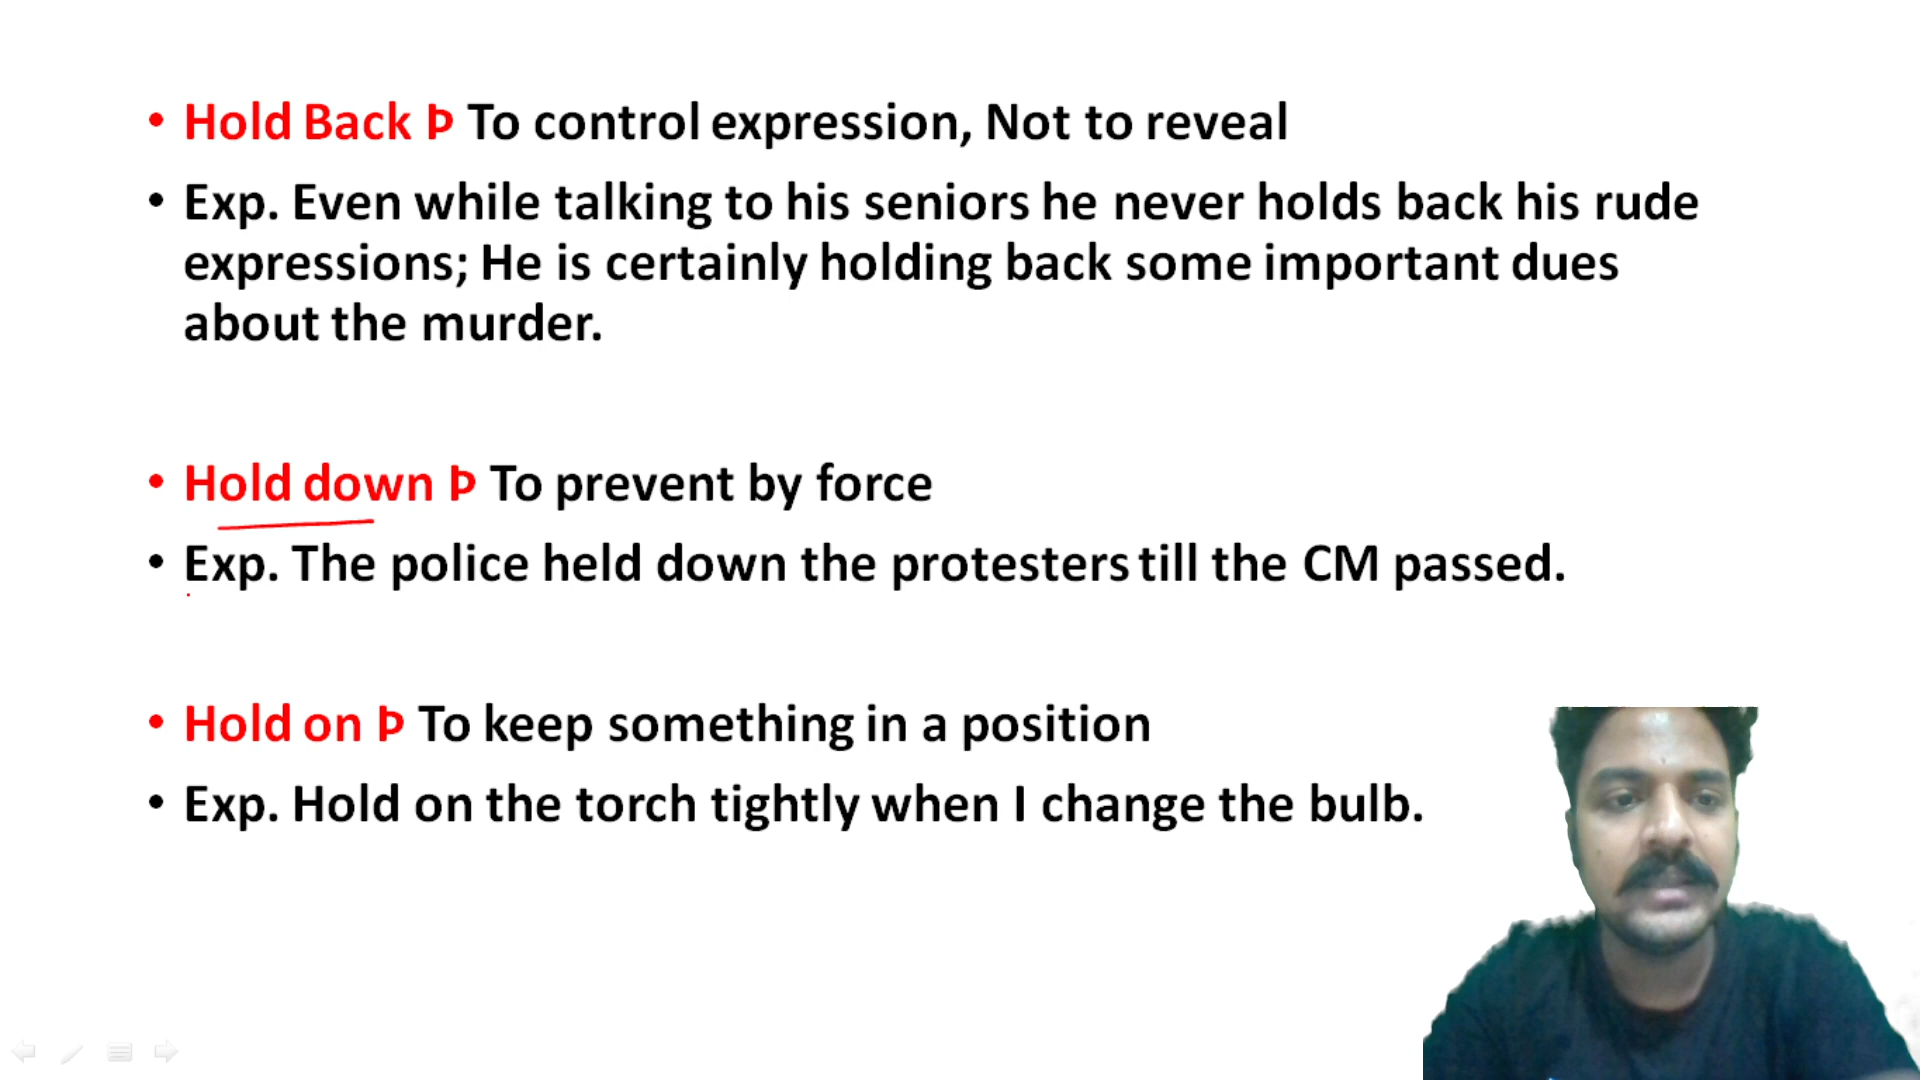 • Hold Back Þ To control expression, Not to reveal
• Exp. Even while talking to his seniors he never holds back his rude
expressions; He is certainly holding back some important dues
about the murder.
• Hold down Þ To prevent by force
• Exp. The police held down the protesters till the CM passed.
• Hold on Þ To keep something in a position
• Exp. Hold on the torch tightly when I change the bulb.